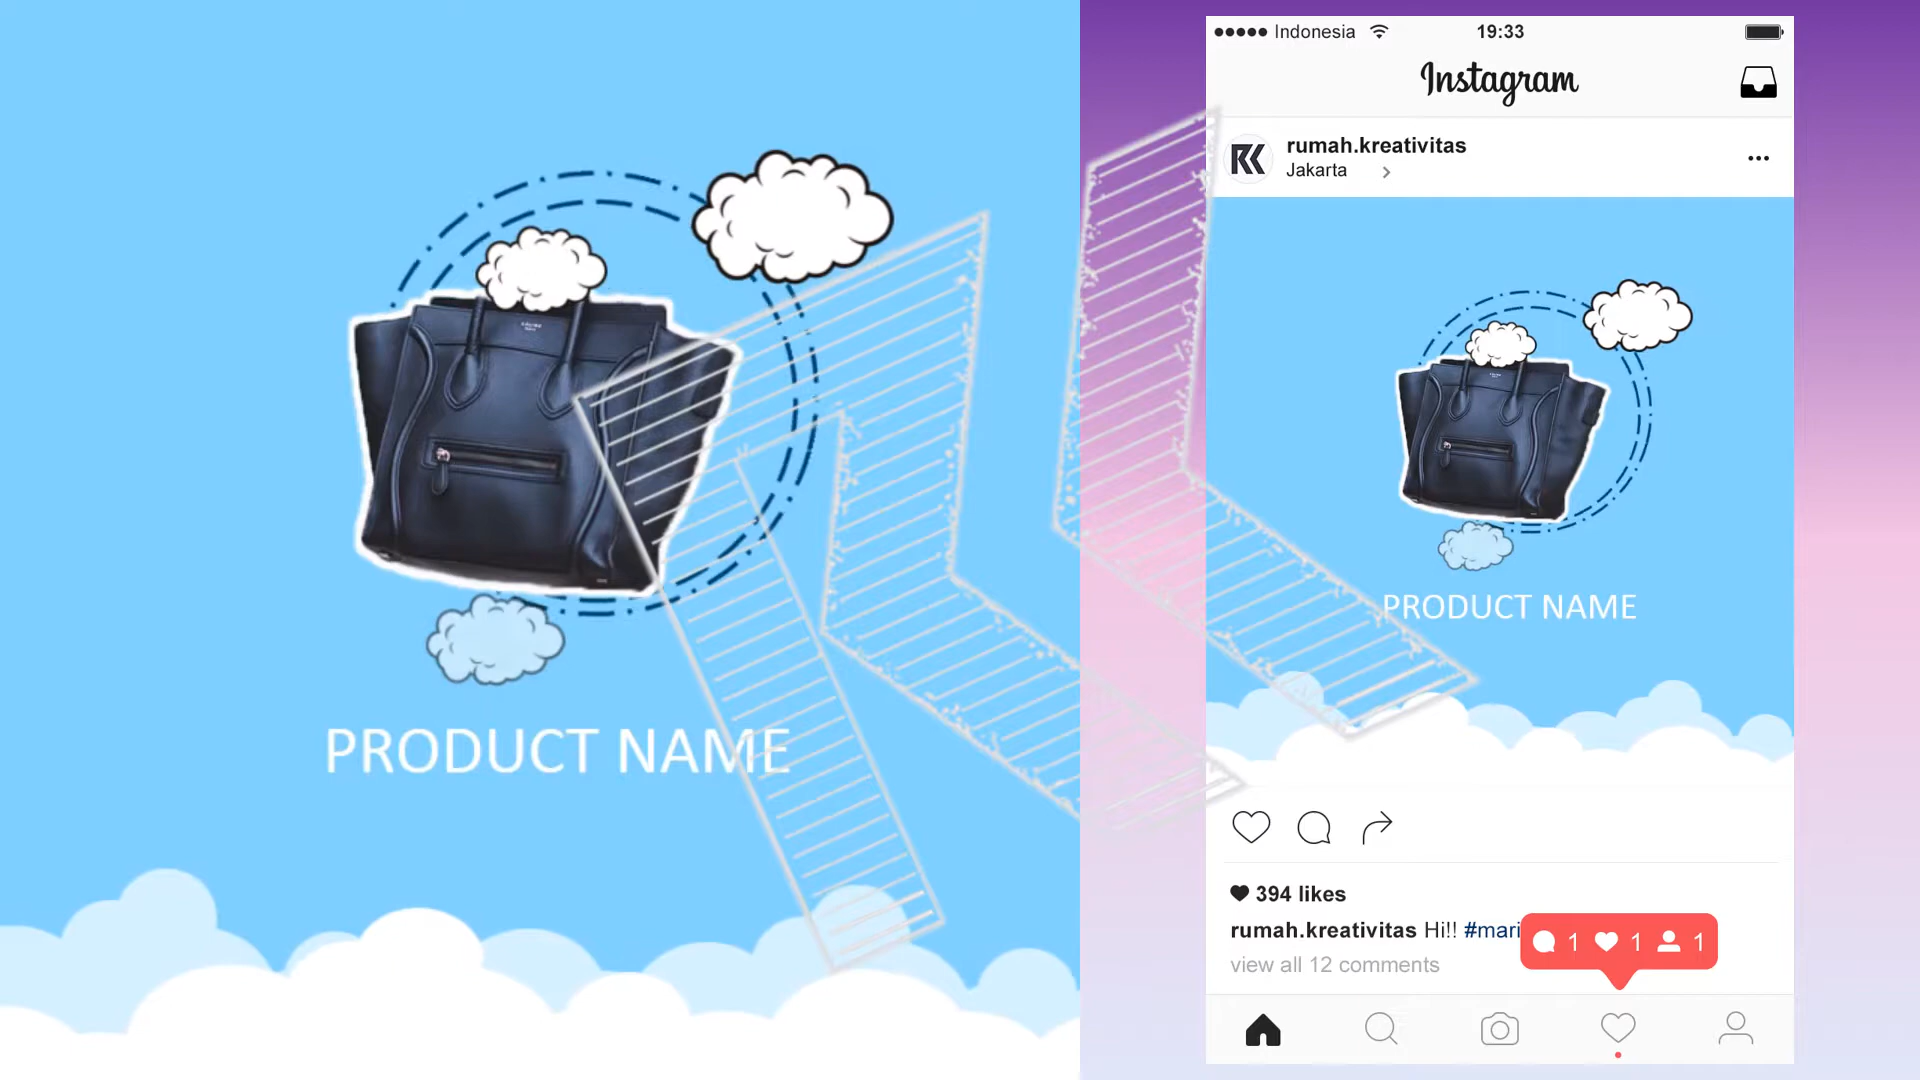 PRODUCT NAME
Indonesia
19:33
Instagram
RK
rumah.kreativitas
Jakarta
PRODUCT NAME
394 likes
rumah.kreativitas Hi!! #mari
1 1 1
view all 12 comments